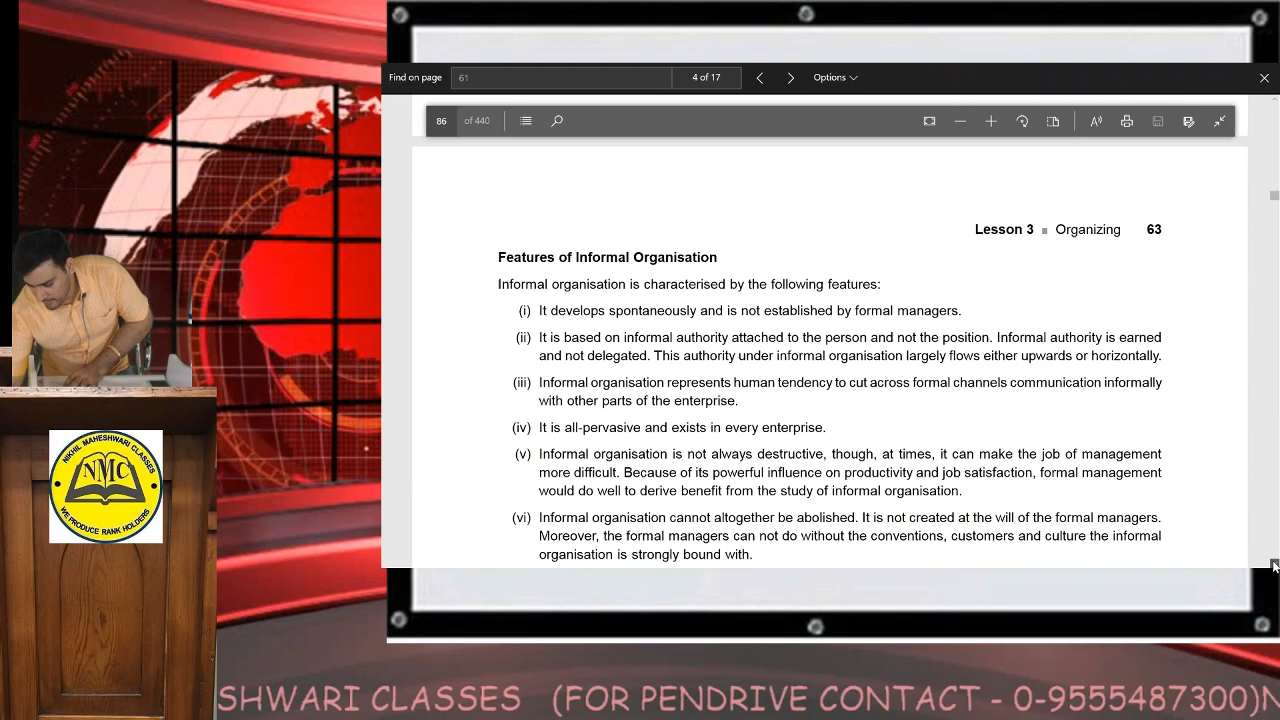 Find on page 61 4 of 17 Options
86 of 440
Lesson 3 ■ Organizing 63
Features of Informal Organisation
Informal organisation is characterised by the following features:
(i) It develops spontaneously and is not established by formal managers.
(ii) It is based on informal authority attached to the person and not the position. Informal authority is earned
and not delegated. This authority under informal organisation largely flows either upwards or horizontally.
(iii) Informal organisation represents human tendency to cut across formal channels communication informally
with other parts of the enterprise.
(iv) It is all-pervasive and exists in every enterprise.
(v) Informal organisation is not always destructive, though, at times, it can make the job of management
more difficult. Because of its powerful influence on productivity and job satisfaction, formal management
would do well to derive benefit from the study of informal organisation.
(vi) Informal organisation cannot altogether be abolished. It is not created at the will of the formal managers.
Moreover, the formal managers can not do without the conventions, customers and culture the informal
organisation is strongly bound with.
NIKHIL MAHESHWARI CLASSES
NMC
WE PRODUCE RANK HOLDERS
SHWARI CLASSES (FOR PENDRIVE CONTACT - 0-9555487300)N